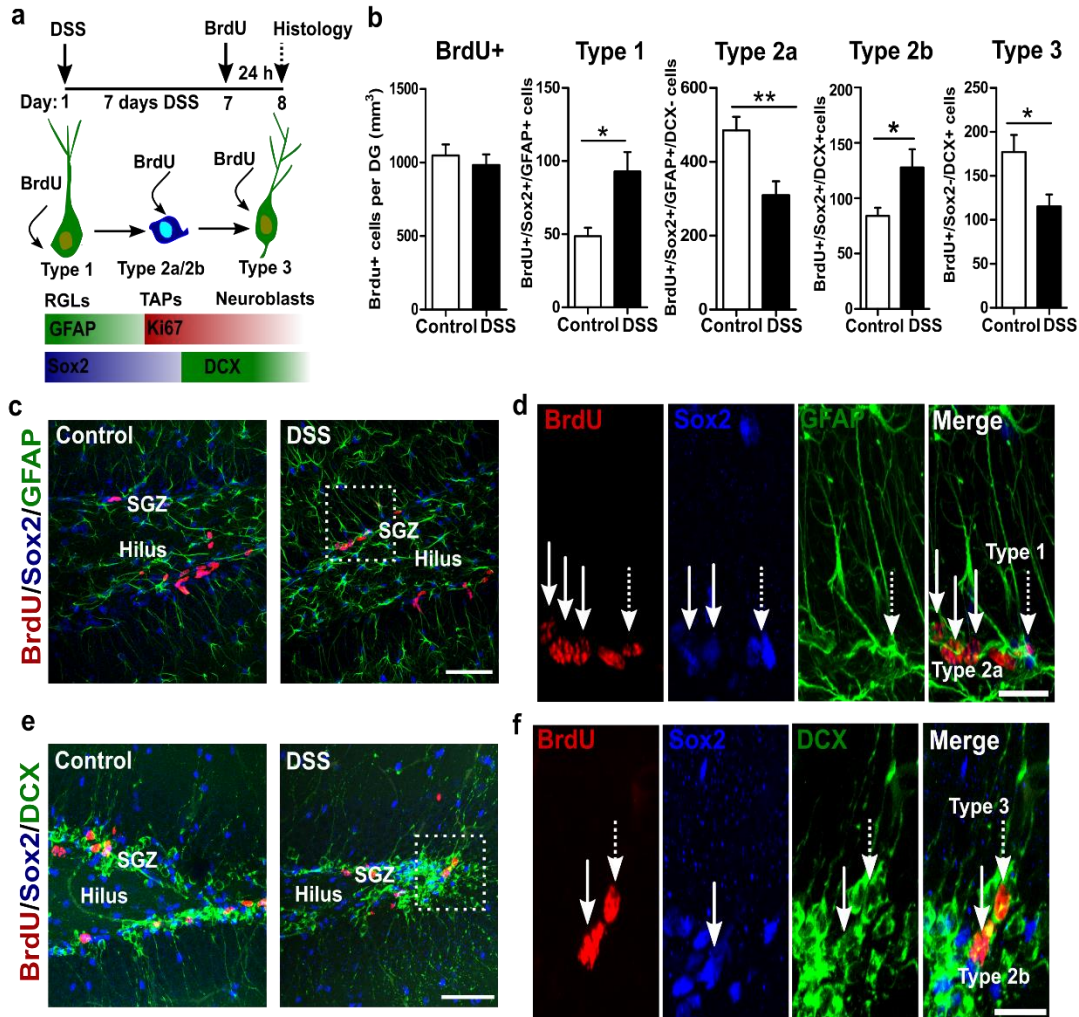 a
DSS
BrdU
Histology
24 h
Day: 1
7 days DSS
7
8
BrdU
BrdU
BrdU
Type 1
Type 2a/2b
Type 3
RGLs
TAPs
Neuroblasts
GFAP
Ki67
Sox2
DCX
b
BrdU+
Brdu+ cells per DG (mm³)
1500
1000
500
0
Control DSS
Type 1
BrdU+/Sox2+/GFAP+ cells
150
100
50
0
*
Control DSS
Type 2a
BrdU+/Sox2+/GFAP+/DCX- cells
600
400
200
0
**
Control DSS
Type 2b
BrdU+/Sox2+/DCX+cells
200
150
100
50
0
*
Control DSS
Type 3
BrdU+/Sox2-/DCX+ cells
250
200
150
100
50
0
*
Control DSS
c
BrdU/Sox2/GFAP
Control
SGZ
Hilus
DSS
SGZ
Hilus
d
BrdU
Sox2
GFAP
Merge
Type 1
Type 2a
e
BrdU/Sox2/DCX
Control
SGZ
Hilus
DSS
SGZ
Hilus
f
BrdU
Sox2
DCX
Merge
Type 3
Type 2b